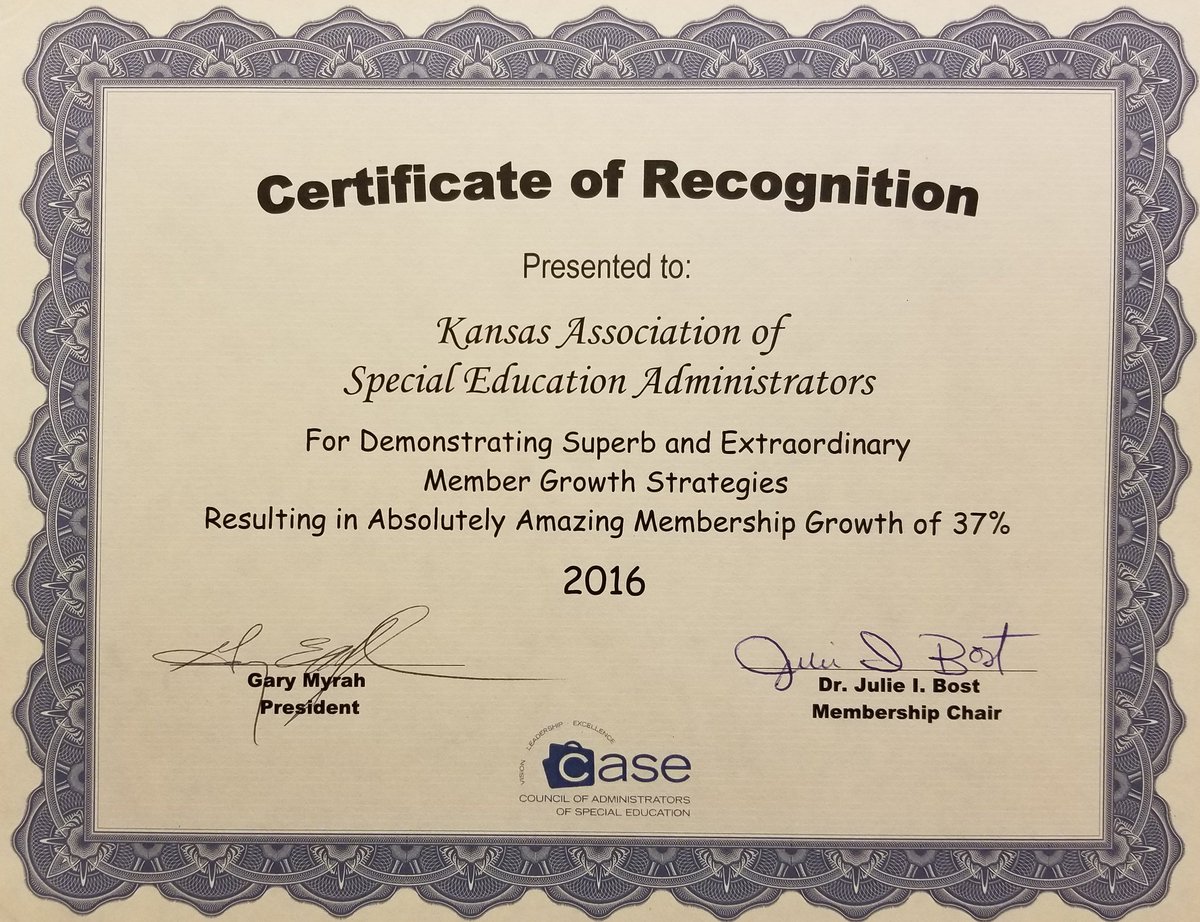 Certificate of Recognition
Presented to:
Kansas Association of
Special Education Administrators
For Demonstrating Superb and Extraordinary
Member Growth Strategies
Resulting in Absolutely Amazing Membership Growth of 37%
2016
Julie I Bost
Gary Myrah
President
Dr. Julie I. Bost
Membership Chair
VISION · LEADERSHIP · EXCELLENCE
case
COUNCIL OF ADMINISTRATORS
OF SPECIAL EDUCATION